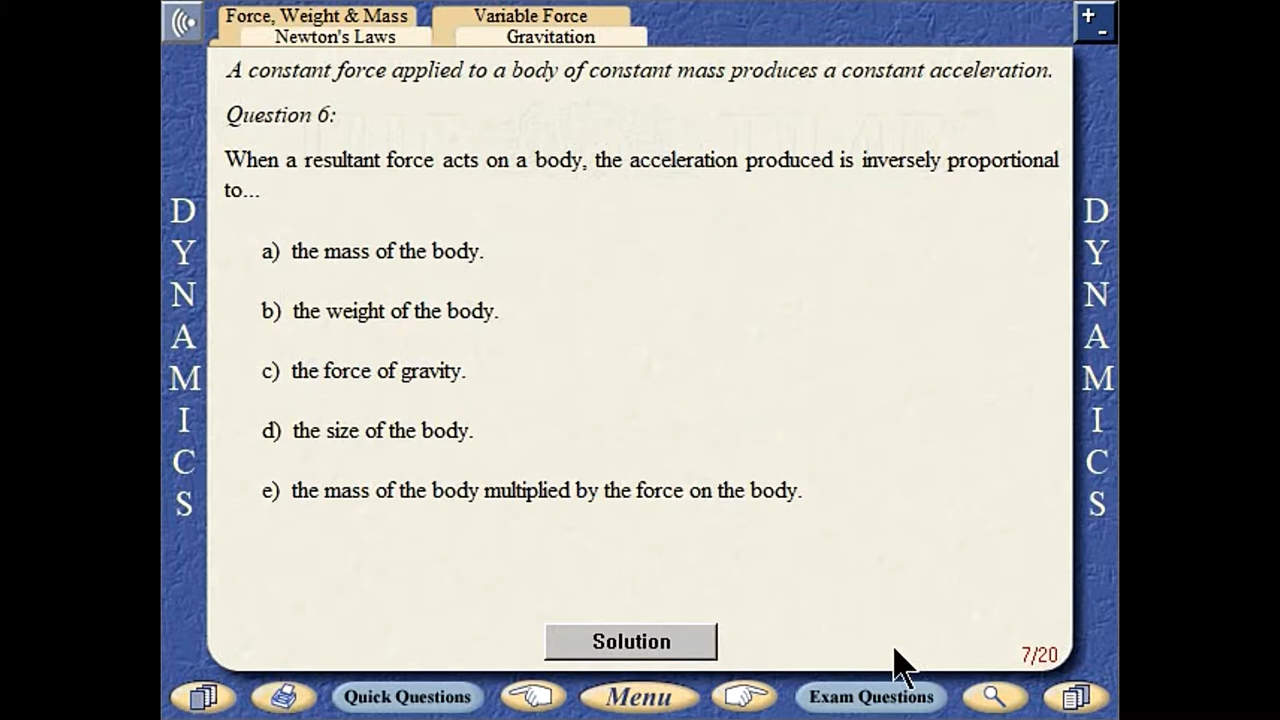 Force, Weight & Mass
Variable Force
Newton's Laws
Gravitation
+
-
A constant force applied to a body of constant mass produces a constant acceleration.
Question 6:
When a resultant force acts on a body, the acceleration produced is inversely proportional
to...
a) the mass of the body.
b) the weight of the body.
c) the force of gravity.
d) the size of the body.
e) the mass of the body multiplied by the force on the body.
D
Y
N
A
M
I
C
S
D
Y
N
A
M
I
C
S
Solution
7/20
Quick Questions
Menu
Exam Questions